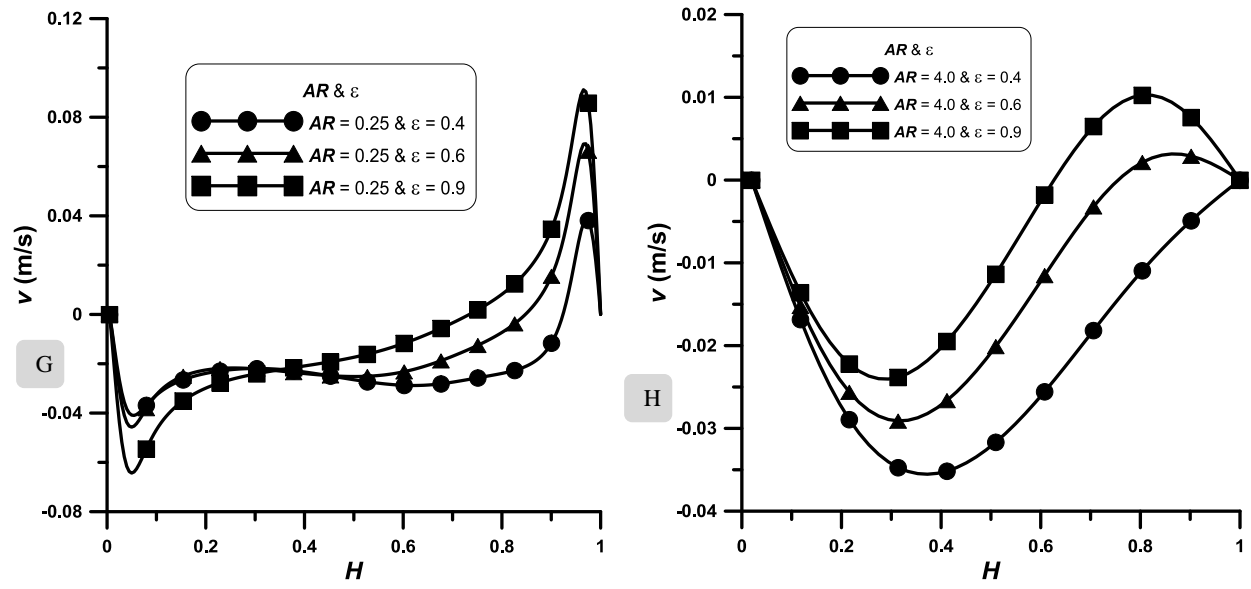 0.12
0.08
0.04
0
-0.04
-0.08
v (m/s)
AR & ε
AR = 0.25 & ε = 0.4
AR = 0.25 & ε = 0.6
AR = 0.25 & ε = 0.9
G
0 0.2 0.4 0.6 0.8 1
H
0.02
0.01
0
-0.01
-0.02
-0.03
-0.04
v (m/s)
AR & ε
AR = 4.0 & ε = 0.4
AR = 4.0 & ε = 0.6
AR = 4.0 & ε = 0.9
H
0 0.2 0.4 0.6 0.8 1
H